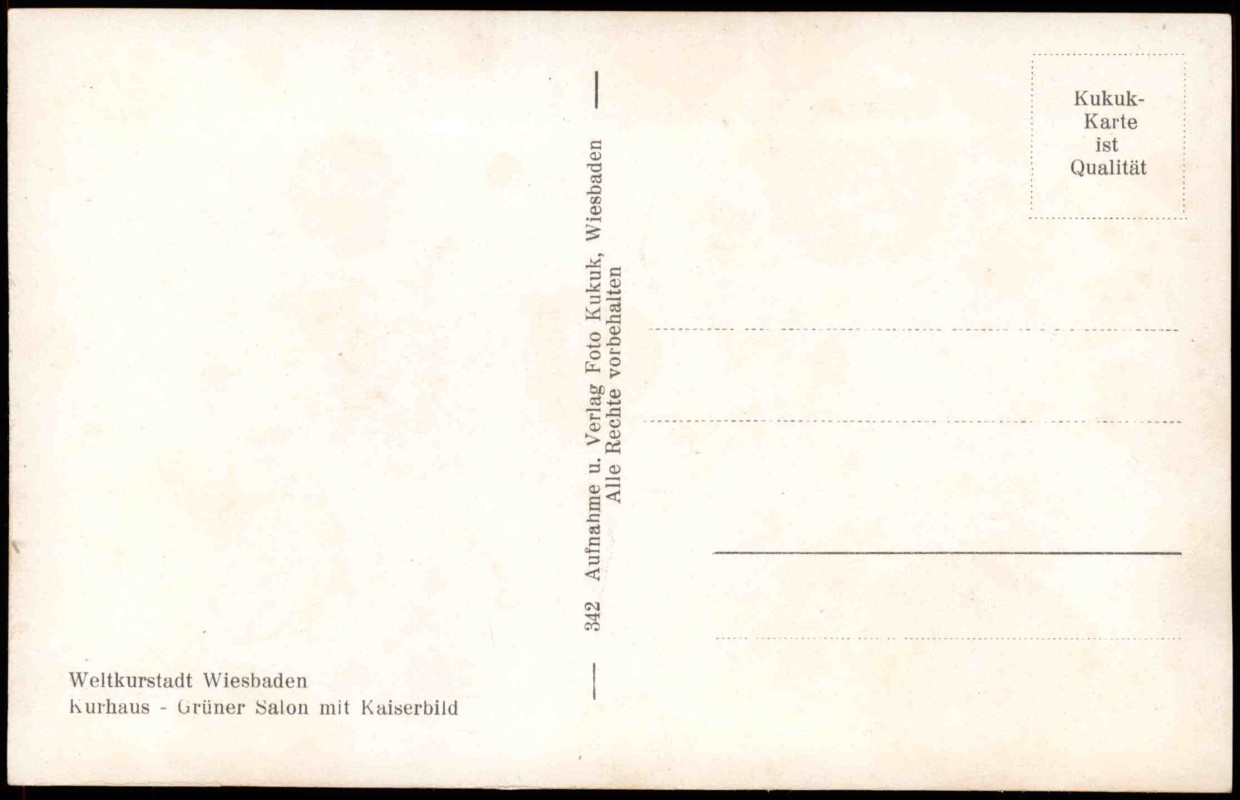 Kukuk-
Karte
ist
Qualität
342 Aufnahme u. Verlag Foto Kukuk, Wiesbaden
Alle Rechte vorbehalten
Weltkurstadt Wiesbaden
Kurhaus - Grüner Salon mit Kaiserbild